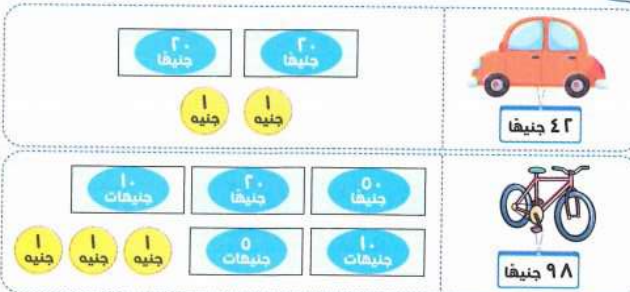 ٢٠ جنيهًا
٢٠ جنيهًا
١ جنيه
١ جنيه
٤٢ جنيهًا
٥٠ جنيهًا
٢٠ جنيهًا
١٠ جنيهات
١٠ جنيهات
٥ جنيهات
١ جنيه
١ جنيه
١ جنيه
٩٨ جنيهًا